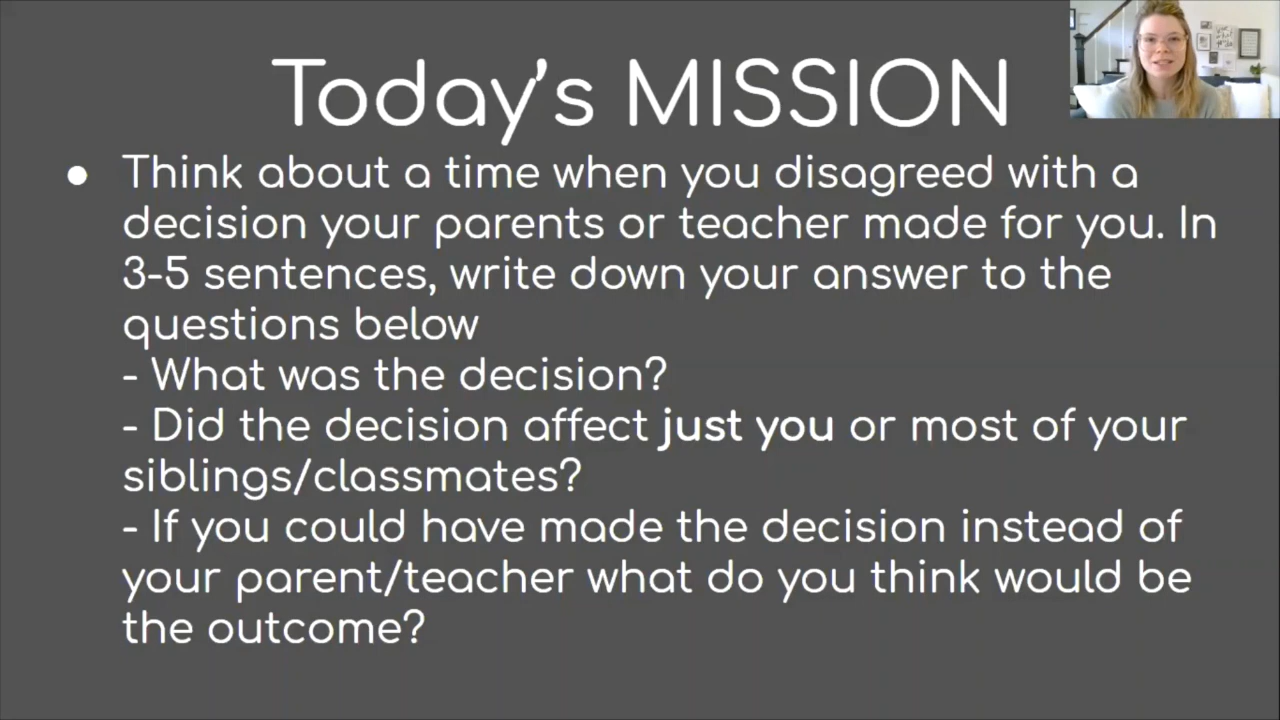 Today's MISSION
● Think about a time when you disagreed with a
decision your parents or teacher made for you. In
3-5 sentences, write down your answer to the
questions below
- What was the decision?
- Did the decision affect just you or most of your
siblings/classmates?
- If you could have made the decision instead of
your parent/teacher what do you think would be
the outcome?